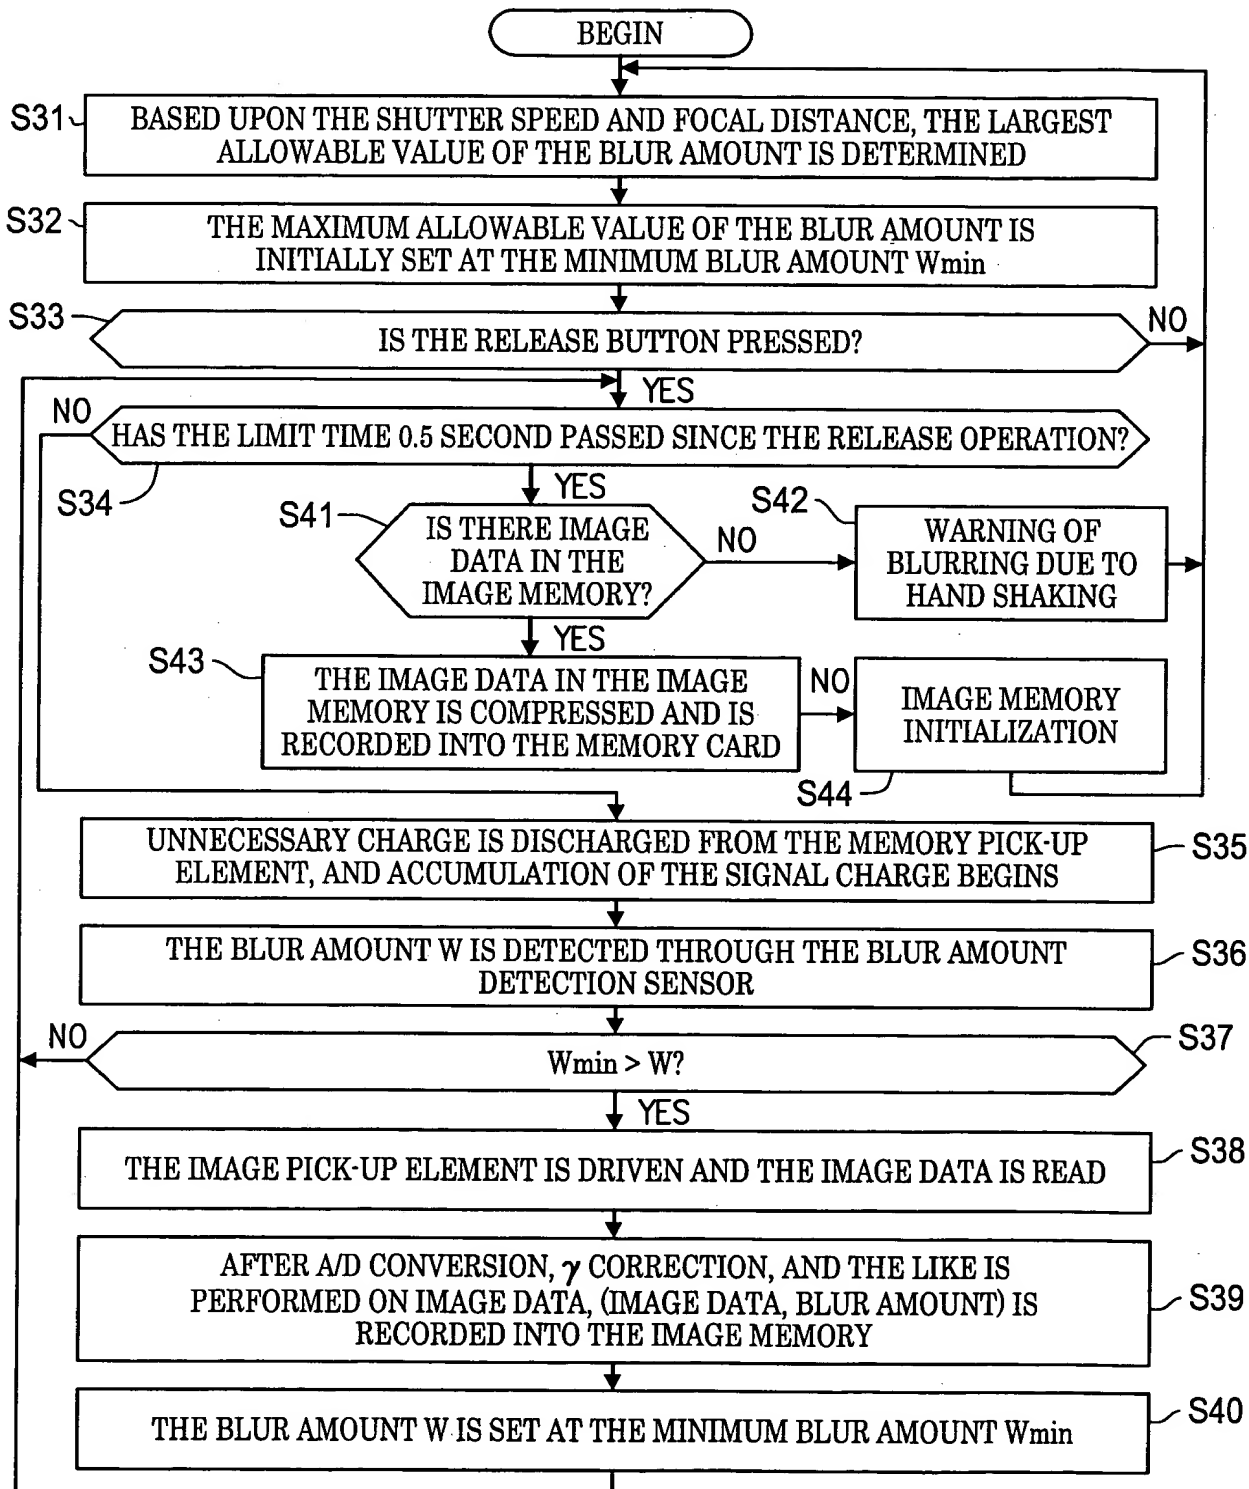 BEGIN
S31
BASED UPON THE SHUTTER SPEED AND FOCAL DISTANCE, THE LARGEST
ALLOWABLE VALUE OF THE BLUR AMOUNT IS DETERMINED
S32
THE MAXIMUM ALLOWABLE VALUE OF THE BLUR AMOUNT IS
INITIALLY SET AT THE MINIMUM BLUR AMOUNT Wmin
S33
IS THE RELEASE BUTTON PRESSED?
NO
YES
NO
HAS THE LIMIT TIME 0.5 SECOND PASSED SINCE THE RELEASE OPERATION?
S34
YES
S41
IS THERE IMAGE
DATA IN THE
IMAGE MEMORY?
NO
S42
WARNING OF
BLURRING DUE TO
HAND SHAKING
YES
S43
THE IMAGE DATA IN THE IMAGE
MEMORY IS COMPRESSED AND IS
RECORDED INTO THE MEMORY CARD
NO
IMAGE MEMORY
INITIALIZATION
S44
UNNECESSARY CHARGE IS DISCHARGED FROM THE MEMORY PICK-UP
ELEMENT, AND ACCUMULATION OF THE SIGNAL CHARGE BEGINS
S35
THE BLUR AMOUNT W IS DETECTED THROUGH THE BLUR AMOUNT
DETECTION SENSOR
S36
NO
Wmin > W?
S37
YES
THE IMAGE PICK-UP ELEMENT IS DRIVEN AND THE IMAGE DATA IS READ
S38
AFTER A/D CONVERSION, γ CORRECTION, AND THE LIKE IS
PERFORMED ON IMAGE DATA, (IMAGE DATA, BLUR AMOUNT) IS
RECORDED INTO THE IMAGE MEMORY
S39
THE BLUR AMOUNT W IS SET AT THE MINIMUM BLUR AMOUNT Wmin
S40